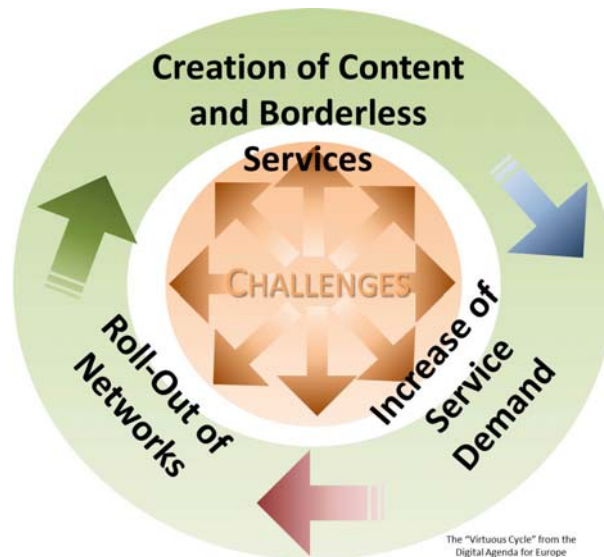 Creation of Content
and Borderless
Services
CHALLENGES
Increase of
Service
Demand
Roll-Out of
Networks
The "Virtuous Cycle" from the
Digital Agenda for Europe